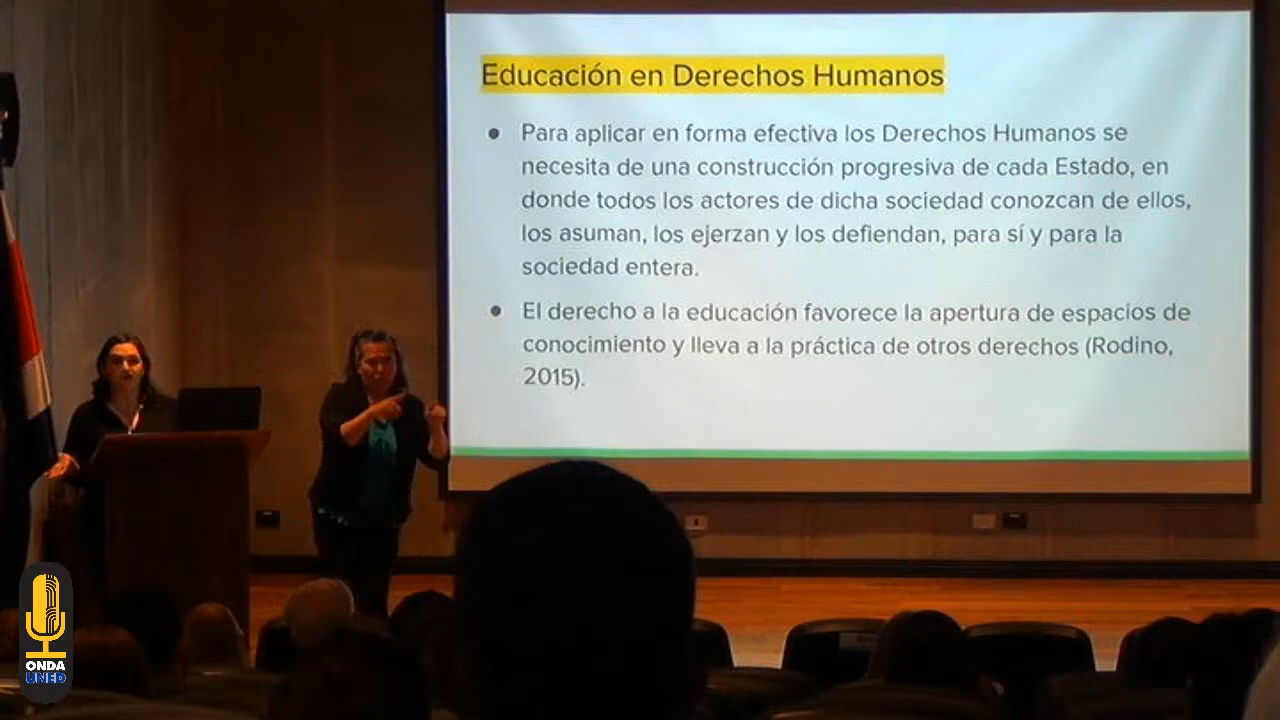 Educación en Derechos Humanos
Para aplicar en forma efectiva los Derechos Humanos se
necesita de una construcción progresiva de cada Estado, en
donde todos los actores de dicha sociedad conozcan de ellos,
los asuman, los ejerzan y los defiendan, para sí y para la
sociedad entera.
El derecho a la educación favorece la apertura de espacios de
conocimiento y lleva a la práctica de otros derechos (Rodino,
2015).
ONDA
UNED